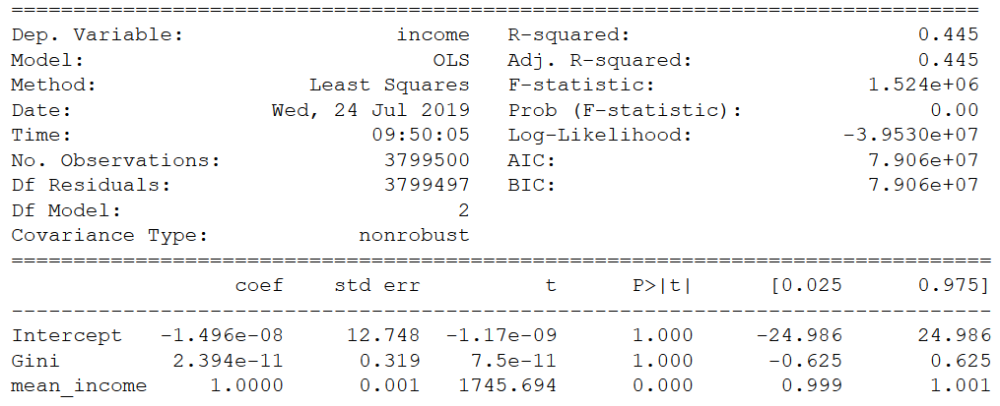 ==============================================================================
Dep. Variable:                 income   R-squared:                       0.445
Model:                            OLS   Adj. R-squared:                  0.445
Method:                 Least Squares   F-statistic:                 1.524e+06
Date:                Wed, 24 Jul 2019   Prob (F-statistic):               0.00
Time:                        09:50:05   Log-Likelihood:            -3.9530e+07
No. Observations:             3799500   AIC:                         7.906e+07
Df Residuals:                 3799497   BIC:                         7.906e+07
Df Model:                           2
Covariance Type:            nonrobust
===============================================================================
                  coef    std err          t      P>|t|      [0.025      0.975]
-------------------------------------------------------------------------------
Intercept   -1.496e-08     12.748  -1.17e-09      1.000     -24.986      24.986
Gini         2.394e-11      0.319    7.5e-11      1.000      -0.625       0.625
mean_income     1.0000      0.001   1745.694      0.000       0.999       1.001